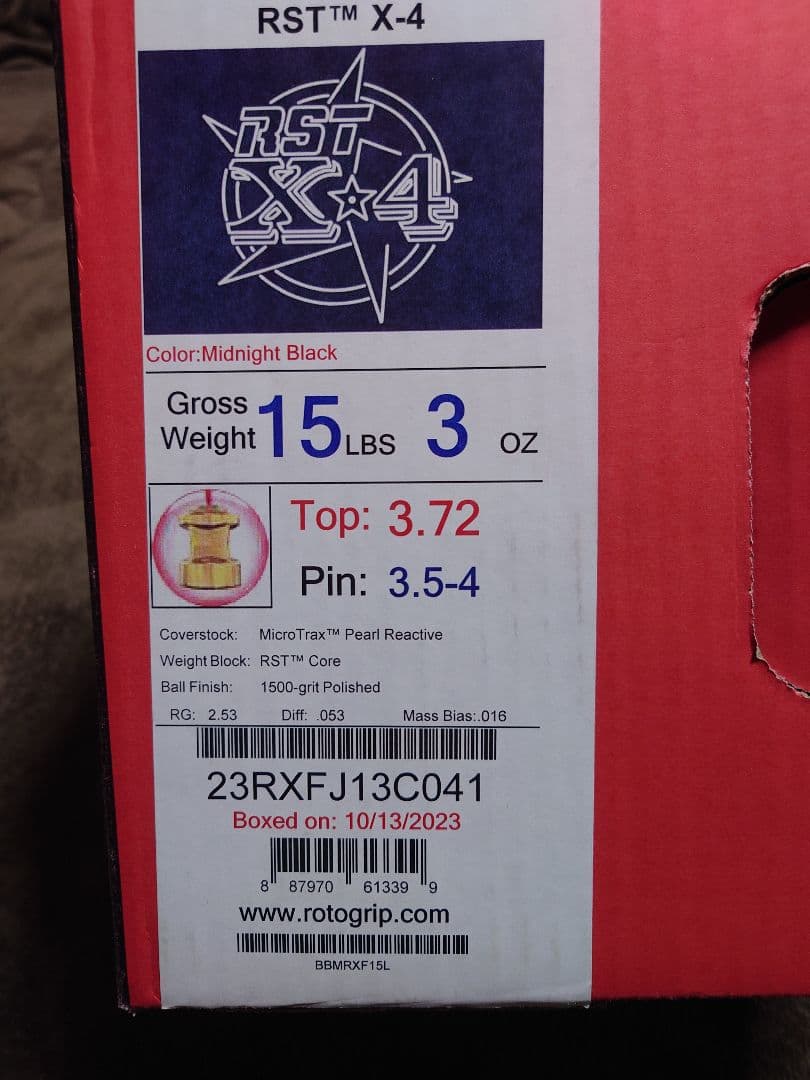 RST™ X-4
RST
X★4
Color:Midnight Black
Gross Weight 15 LBS 3 OZ
Top: 3.72
Pin: 3.5-4
Coverstock: MicroTrax™ Pearl Reactive
Weight Block: RST™ Core
Ball Finish: 1500-grit Polished
RG: 2.53 Diff: .053 Mass Bias:.016
23RXFJ13C041
Boxed on: 10/13/2023
8 87970 61339 9
www.rotogrip.com
BBMRXF15L